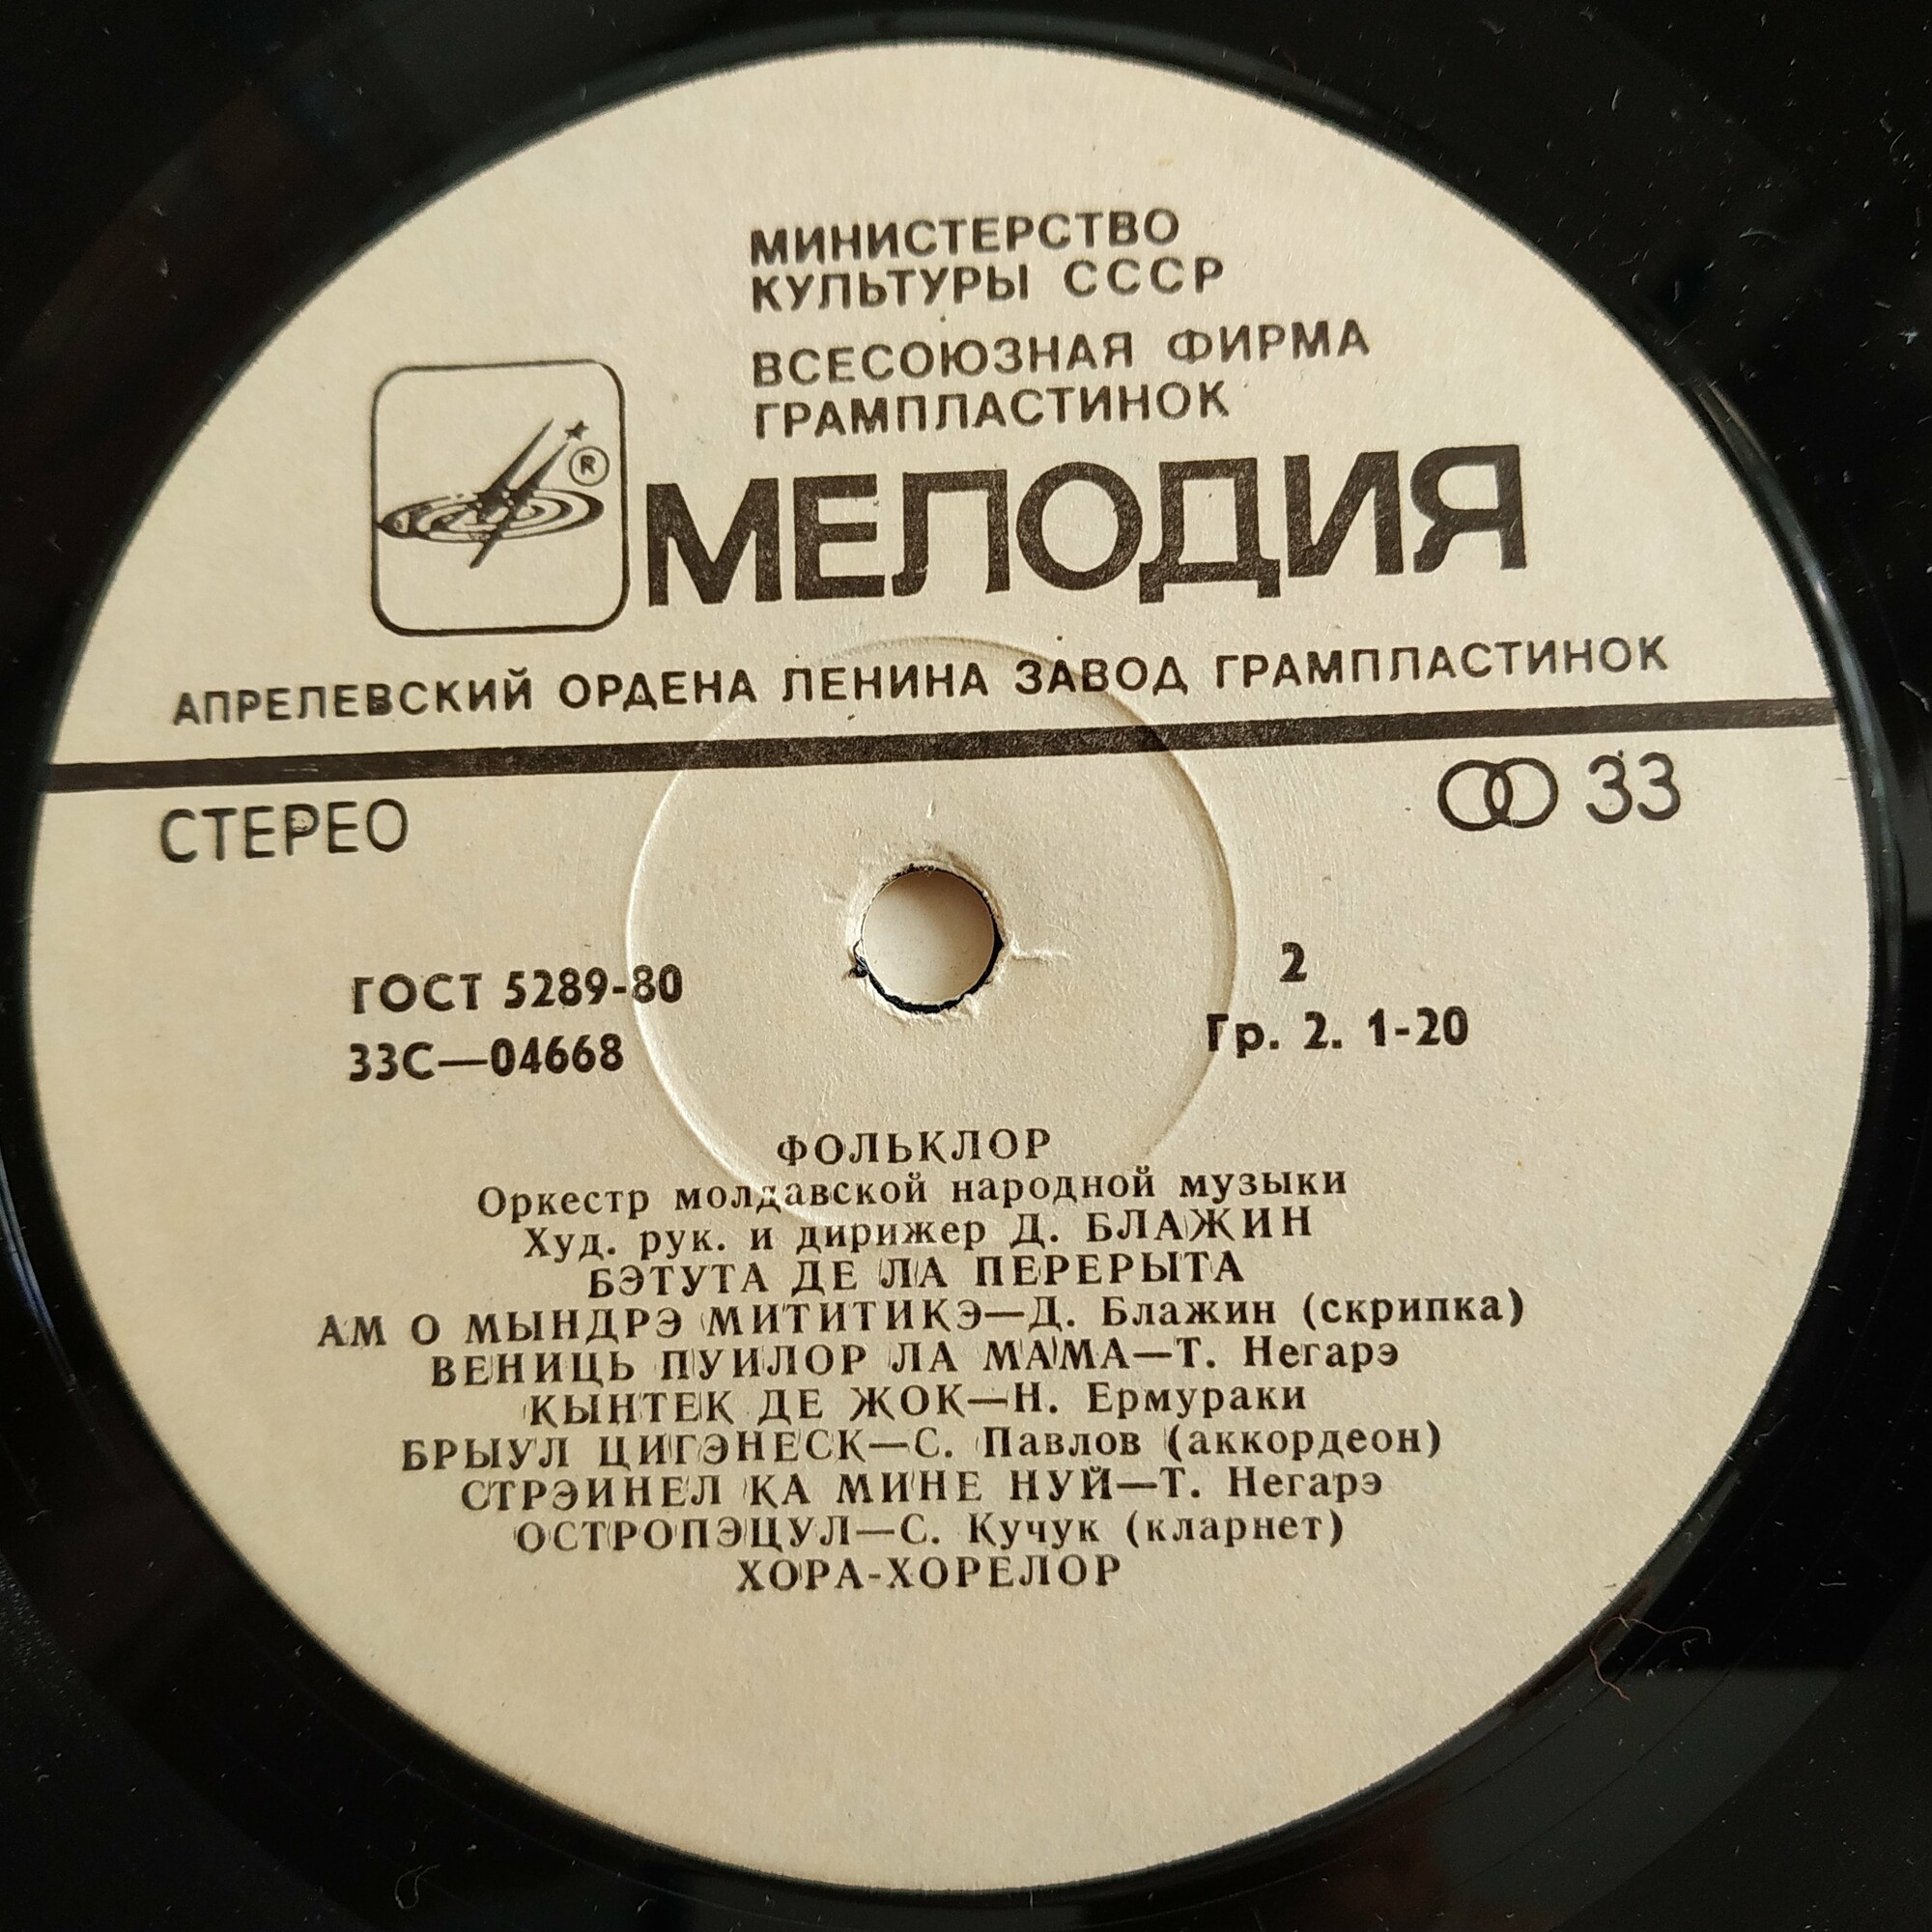 МИНИСТЕРСТВО
КУЛЬТУРЫ СССР
ВСЕСОЮЗНАЯ ФИРМА
ГРАМПЛАСТИНОК
®
МЕЛОДИЯ
АПРЕЛЕВСКИЙ ОРДЕНА ЛЕНИНА ЗАВОД ГРАМПЛАСТИНОК
СТЕРЕО
33
ГОСТ 5289-80
33С—04668
2
Гр. 2. 1-20
ФОЛЬКЛОР
Оркестр молдавской народной музыки
Худ. рук. и дирижер Д. БЛАЖИН
БЭТУТА ДЕ ЛА ПЕРЕРЫТА
АМ О МЫНДРЭ МИТИТИКЭ—Д. Блажин (скрипка)
ВЕНИЦЬ ПУИЛОР ЛА МАМА—Т. Негарэ
КЫНТЕК ДЕ ЖОК—Н. Ермураки
БРЫУЛ ЦИГЭНЕСК—С. Павлов (аккордеон)
СТРЭИНЕЛ КА МИНЕ НУЙ—Т. Негарэ
ОСТРОПЭЦУЛ—С. Кучук (кларнет)
ХОРА-ХОРЕЛОР